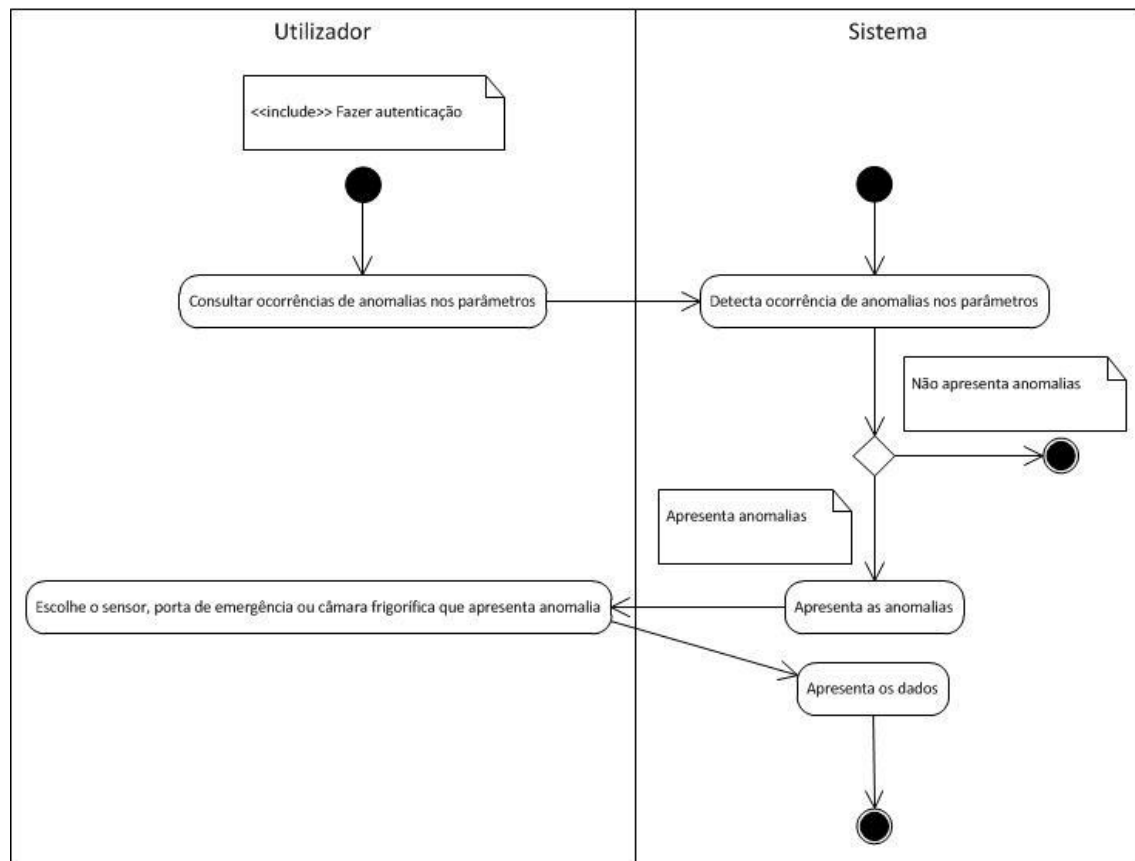 Utilizador
Sistema
<<include>> Fazer autenticação
Consultar ocorrências de anomalias nos parâmetros
Detecta ocorrência de anomalias nos parâmetros
Não apresenta anomalias
Apresenta anomalias
Escolhe o sensor, porta de emergência ou câmara frigorífica que apresenta anomalia
Apresenta as anomalias
Apresenta os dados